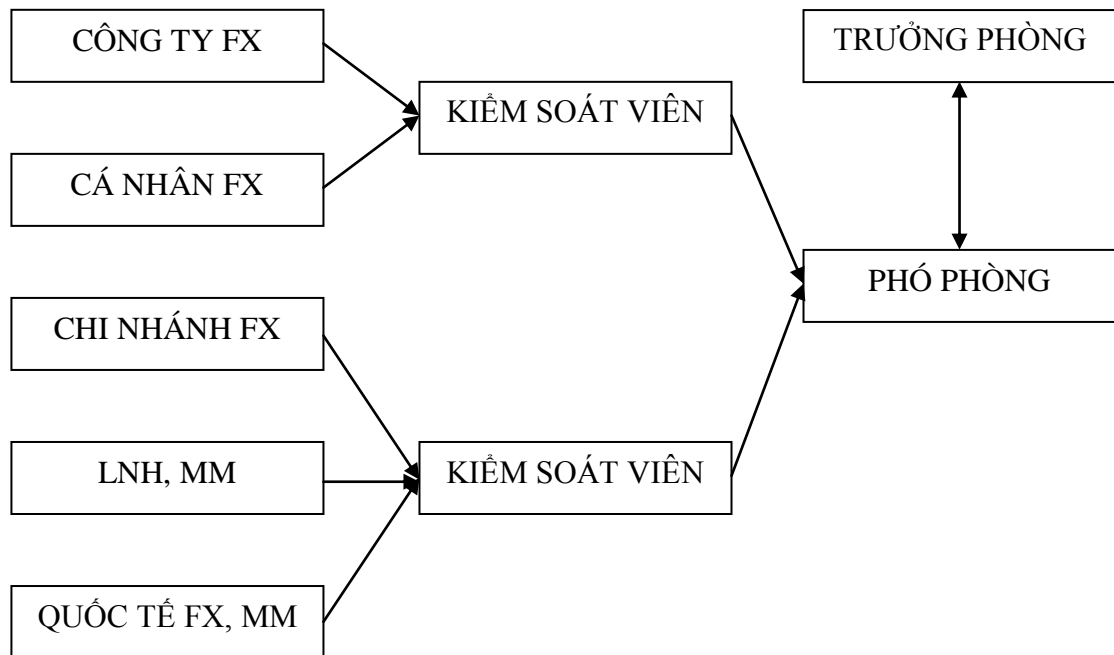 CÔNG TY FX
TRƯỞNG PHÒNG
KIỂM SOÁT VIÊN
CÁ NHÂN FX
PHÓ PHÒNG
CHI NHÁNH FX
LNH, MM
KIỂM SOÁT VIÊN
QUỐC TẾ FX, MM